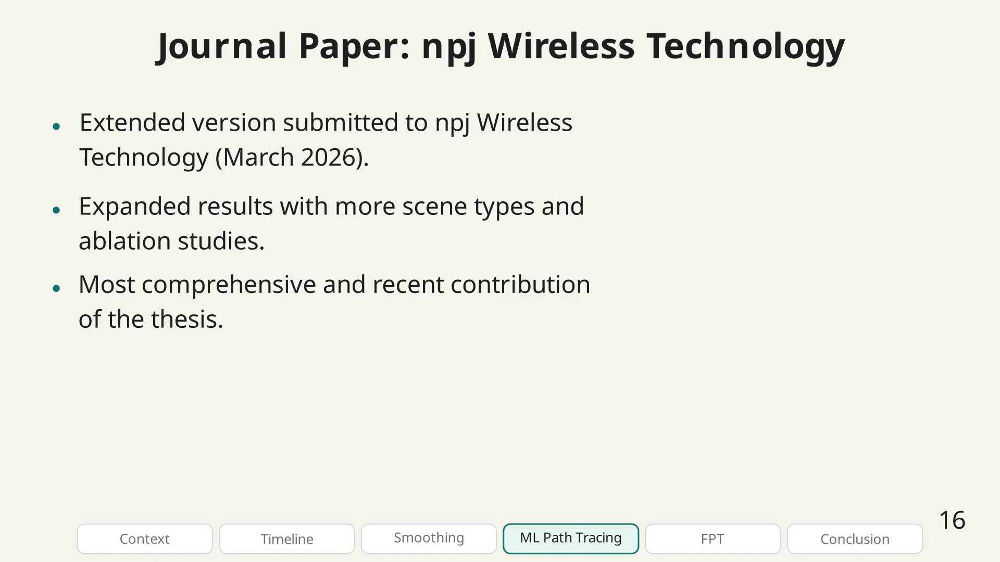 Journal Paper: npj Wireless Technology
• Extended version submitted to npj Wireless
Technology (March 2026).
• Expanded results with more scene types and
ablation studies.
• Most comprehensive and recent contribution
of the thesis.
16
Context
Timeline
Smoothing
ML Path Tracing
FPT
Conclusion